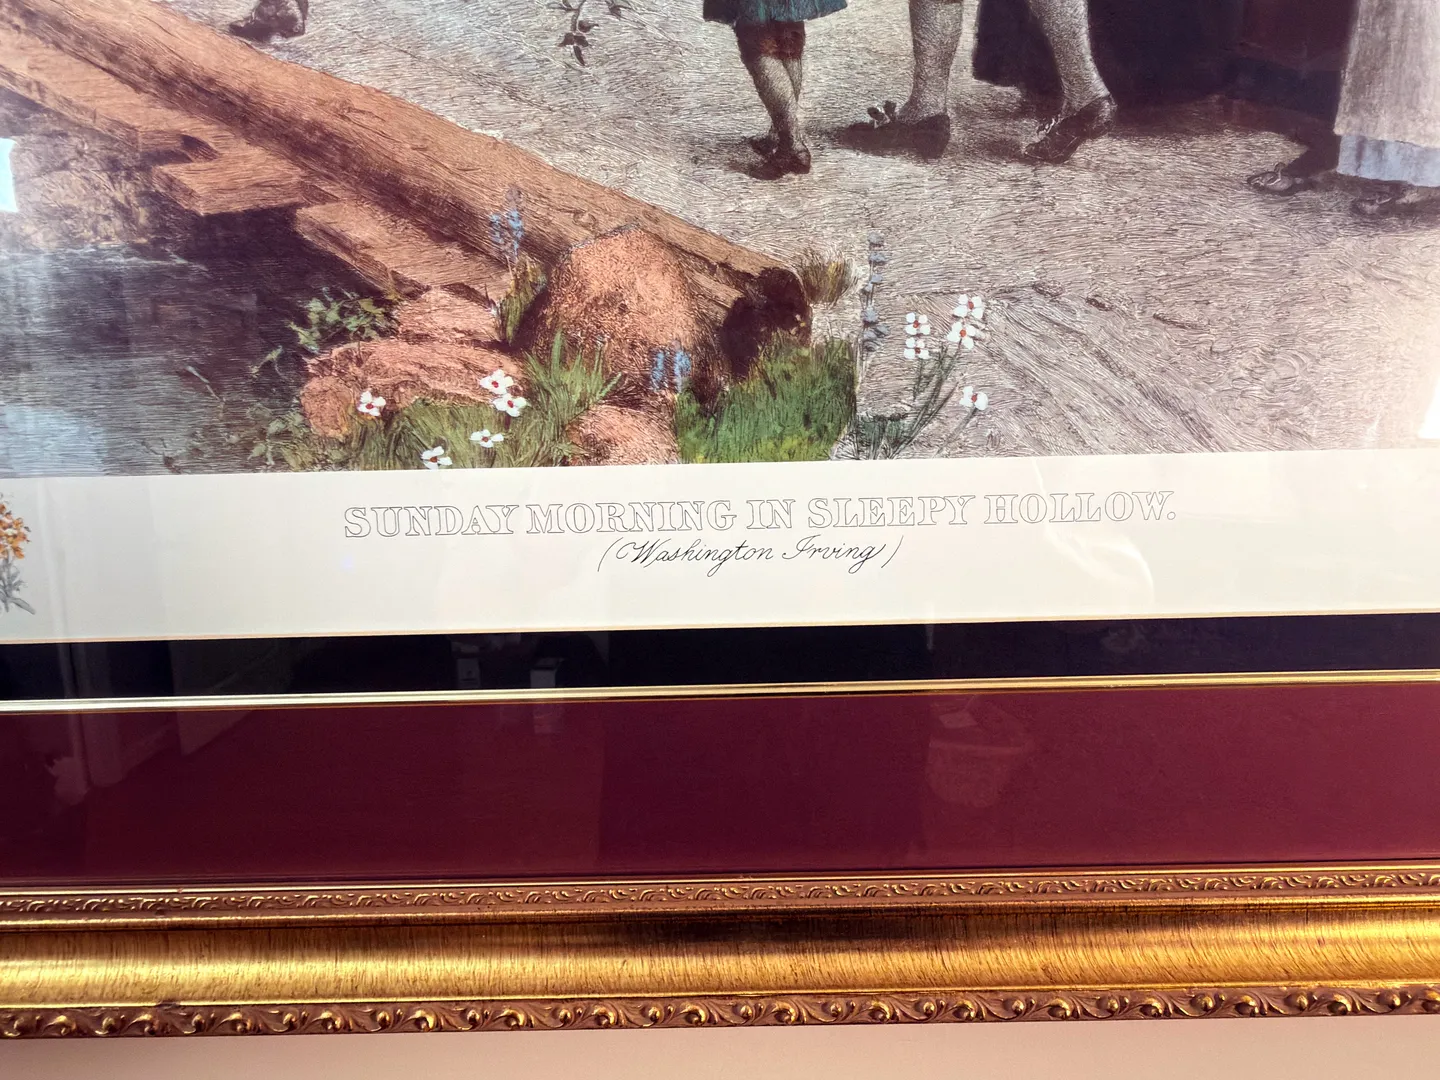 SUNDAY MORNING IN SLEEPY HOLLOW.
(Washington Irving)